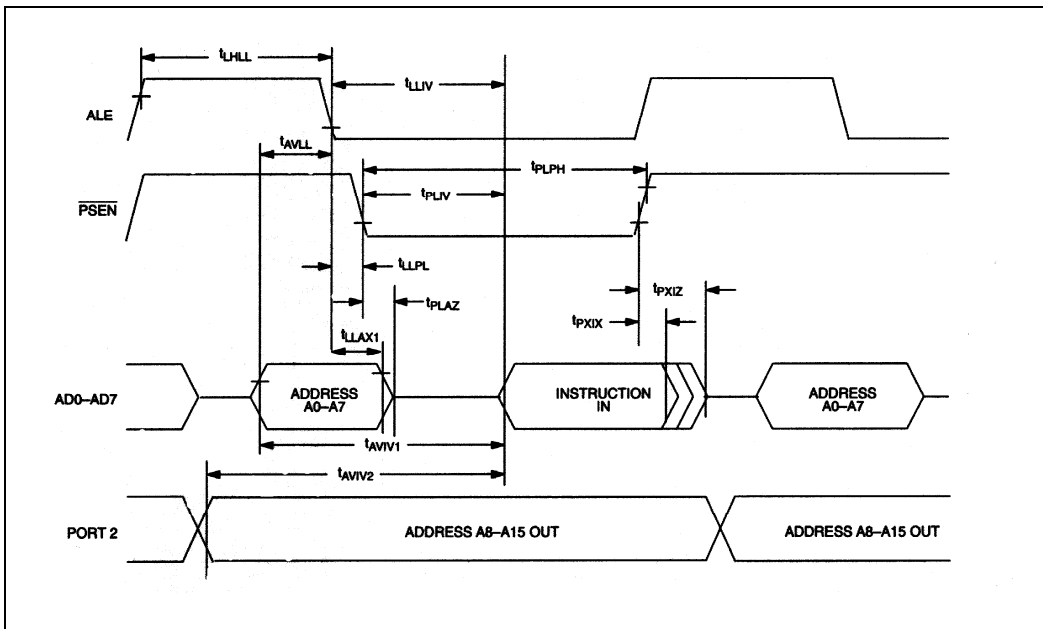 tLHLL
tLLIV
ALE
tAVLL
tPLPH
PSEN
tPLIV
tLLPL
tPXIZ
tPLAZ
tPXIX
tLLAX1
AD0–AD7
ADDRESS
A0–A7
INSTRUCTION
IN
ADDRESS
A0–A7
tAVIV1
tAVIV2
PORT 2
ADDRESS A8–A15 OUT
ADDRESS A8–A15 OUT